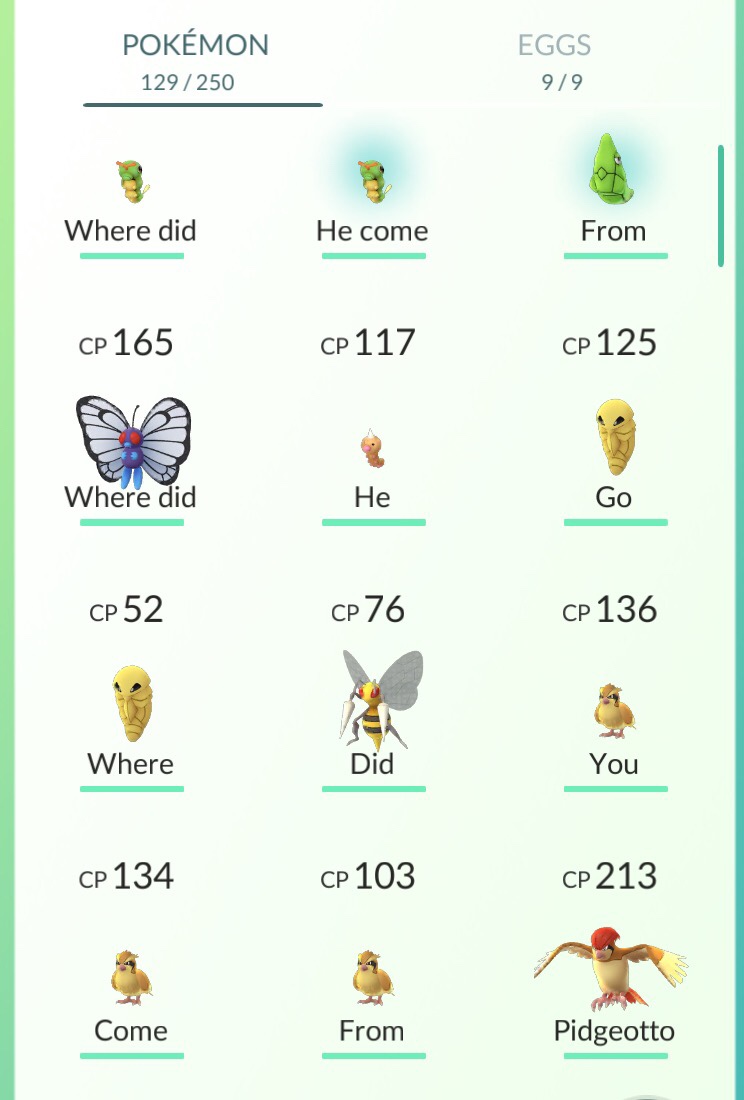 POKÉMON EGGS
129 / 250 9 / 9
Where did He come From
CP 165 CP 117 CP 125
Where did He Go
CP 52 CP 76 CP 136
Where Did You
CP 134 CP 103 CP 213
Come From Pidgeotto